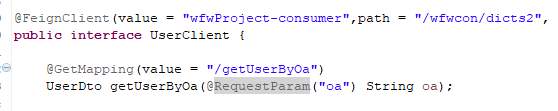 @FeignClient(value = "wfwProject-consumer",path = "/wfwcon/dicts2",
public interface UserClient {
@GetMapping(value = "/getUserByOa")
UserDto getUserByOa(@RequestParam("oa") String oa);